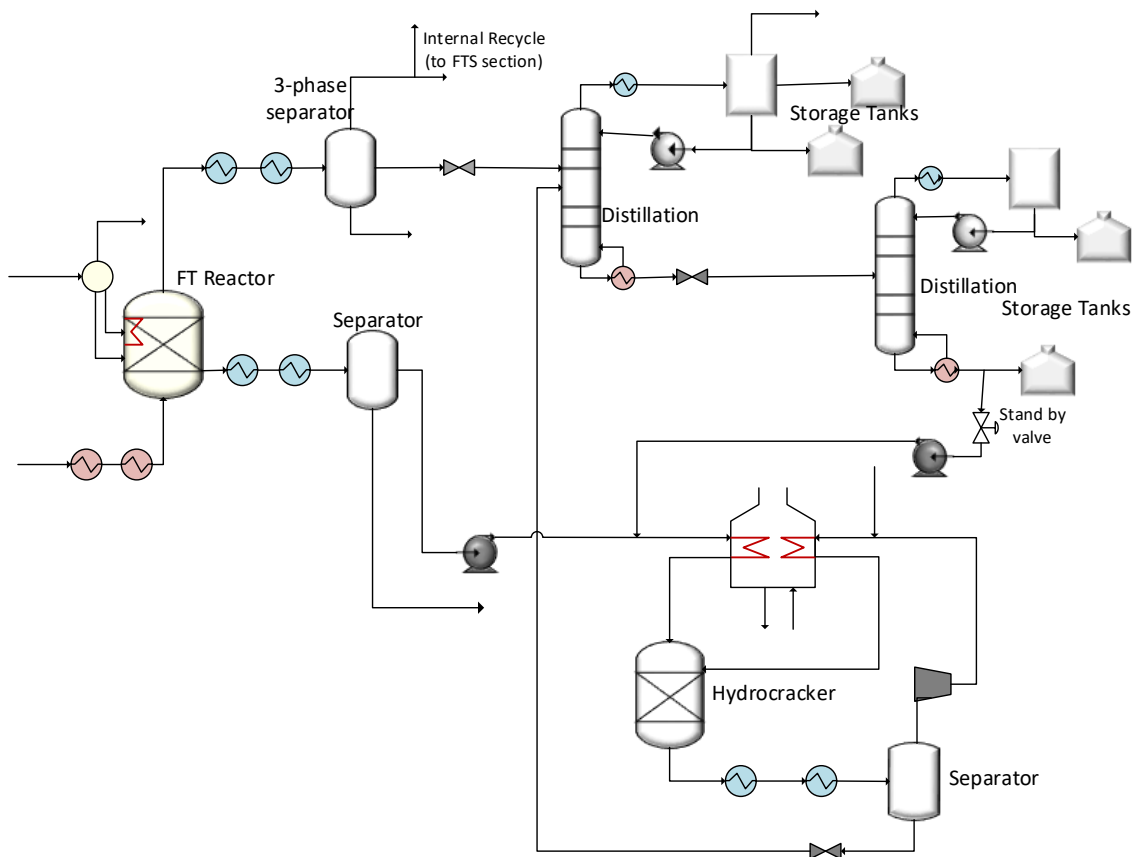 Internal Recycle
(to FTS section)
3-phase
separator
Storage Tanks
Distillation
FT Reactor
Distillation
Storage Tanks
Separator
Stand by
valve
Hydrocracker
Separator